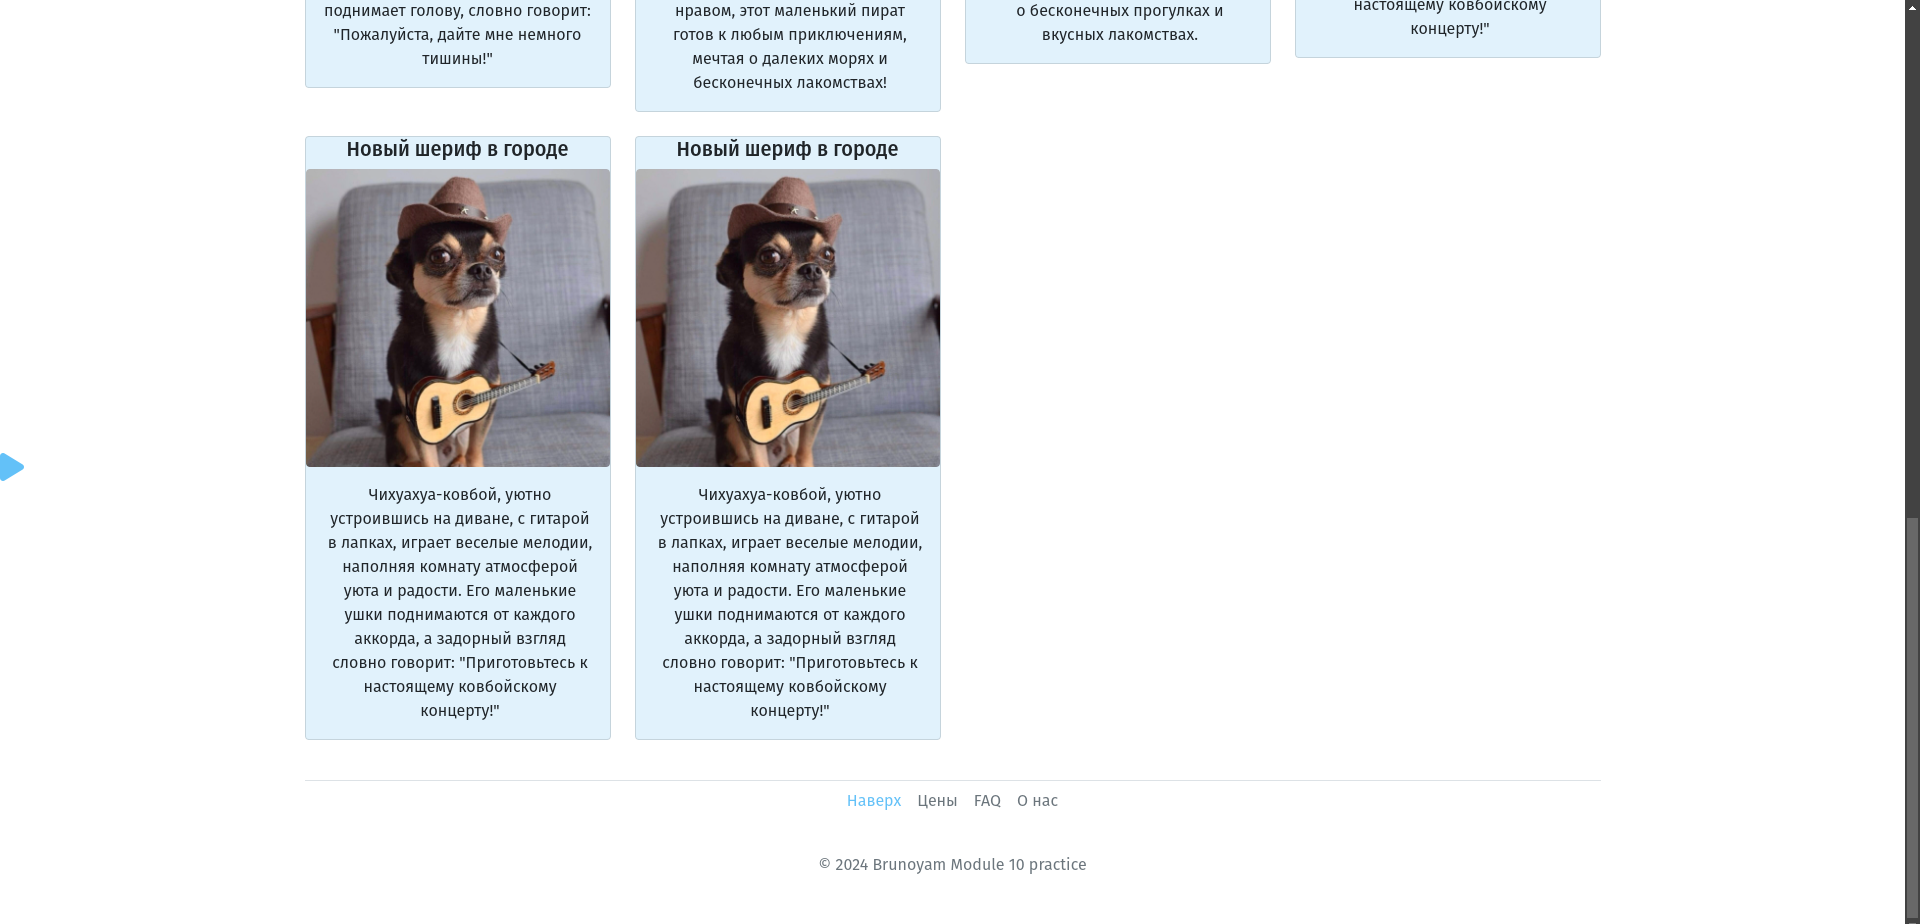 поднимает голову, словно говорит:
"Пожалуйста, дайте мне немного
тишины!"
нравом, этот маленький пират
готов к любым приключениям,
мечтая о далеких морях и
бесконечных лакомствах!
о бесконечных прогулках и
вкусных лакомствах.
настоящему ковбойскому
концерту!"
Новый шериф в городе
Чихуахуа-ковбой, уютно
устроившись на диване, с гитарой
в лапках, играет веселые мелодии,
наполняя комнату атмосферой
уюта и радости. Его маленькие
ушки поднимаются от каждого
аккорда, а задорный взгляд
словно говорит: "Приготовьтесь к
настоящему ковбойскому
концерту!"
Новый шериф в городе
Чихуахуа-ковбой, уютно
устроившись на диване, с гитарой
в лапках, играет веселые мелодии,
наполняя комнату атмосферой
уюта и радости. Его маленькие
ушки поднимаются от каждого
аккорда, а задорный взгляд
словно говорит: "Приготовьтесь к
настоящему ковбойскому
концерту!"
Наверх Цены FAQ О нас
© 2024 Brunoyam Module 10 practice